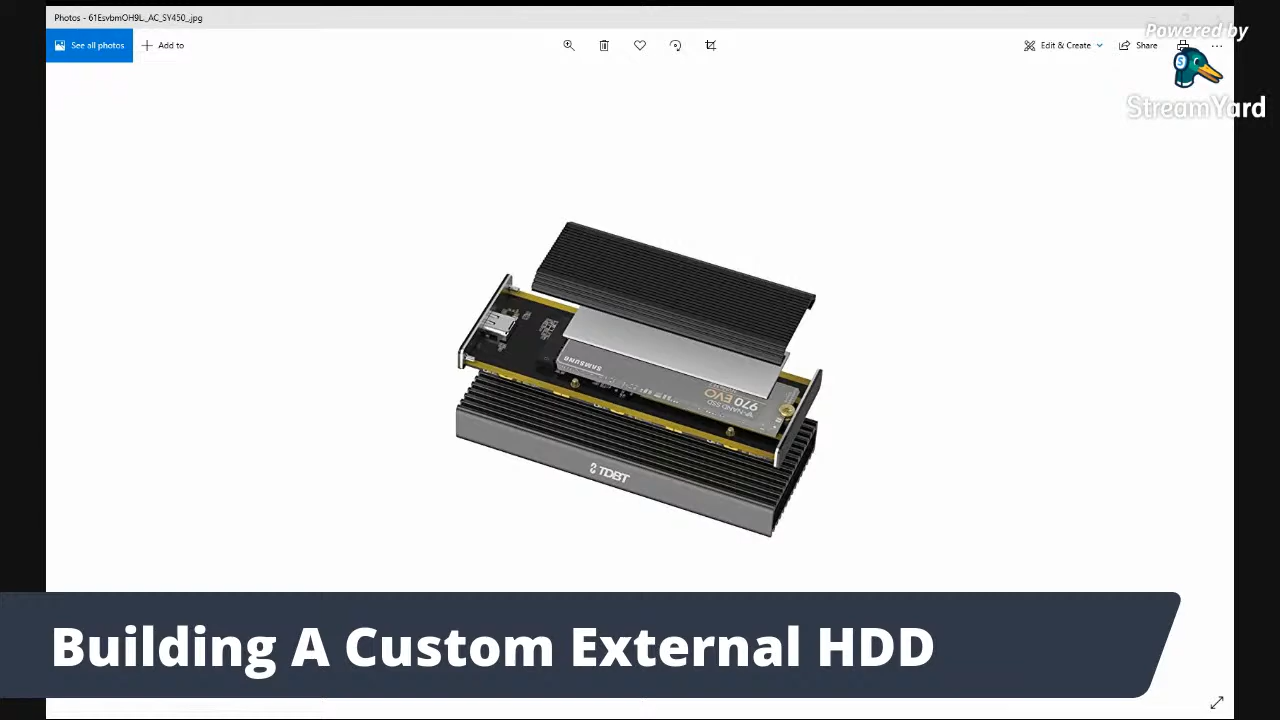 Photos - 61EsvbmOH9L._AC_SY450_.jpg
See all photos
Add to
Edit & Create
Share
Powered by
S
StreamYard
SAMSUNG
970 EVO
V-NAND SSD
TDBT
Building A Custom External HDD